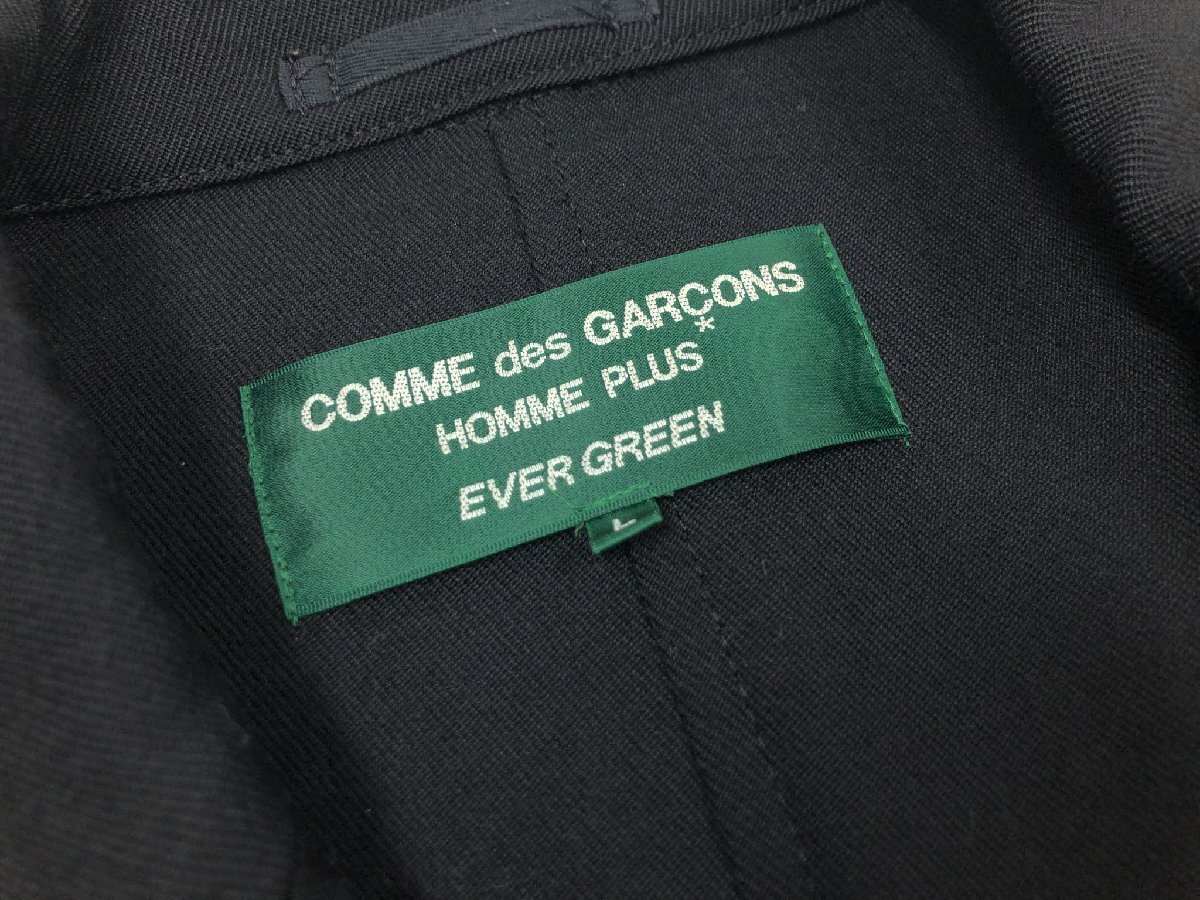 COMME des GARÇONS
HOMME PLUS*
EVER GREEN
L